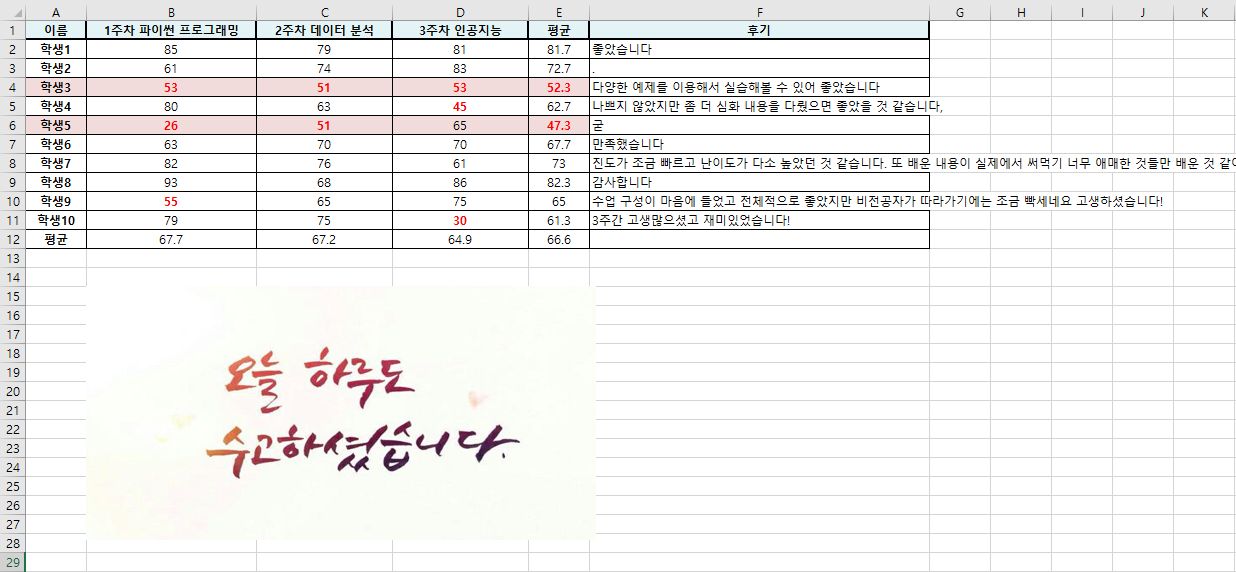 A B C D E F G H I J K
1 이름 1주차 파이썬 프로그래밍 2주차 데이터 분석 3주차 인공지능 평균 후기
2 학생1 85 79 81 81.7 좋았습니다
3 학생2 61 74 83 72.7 .
4 학생3 53 51 53 52.3 다양한 예제를 이용해서 실습해볼 수 있어 좋았습니다
5 학생4 80 63 45 62.7 나쁘지 않았지만 좀 더 심화 내용을 다뤘으면 좋았을 것 같습니다,
6 학생5 26 51 65 47.3 굳
7 학생6 63 70 70 67.7 만족했습니다
8 학생7 82 76 61 73 진도가 조금 빠르고 난이도가 다소 높았던 것 같습니다. 또 배운 내용이 실제에서 써먹기 너무 애매한 것들만 배운 것 같
9 학생8 93 68 86 82.3 감사합니다
10 학생9 55 65 75 65 수업 구성이 마음에 들었고 전체적으로 좋았지만 비전공자가 따라가기에는 조금 빡세네요 고생하셨습니다!
11 학생10 79 75 30 61.3 3주간 고생많으셨고 재미있었습니다!
12 평균 67.7 67.2 64.9 66.6
13
14
15
16
17
18
19
오늘 하루도
20
21
22
수고하셨습니다.
23
24
25
26
27
28
29